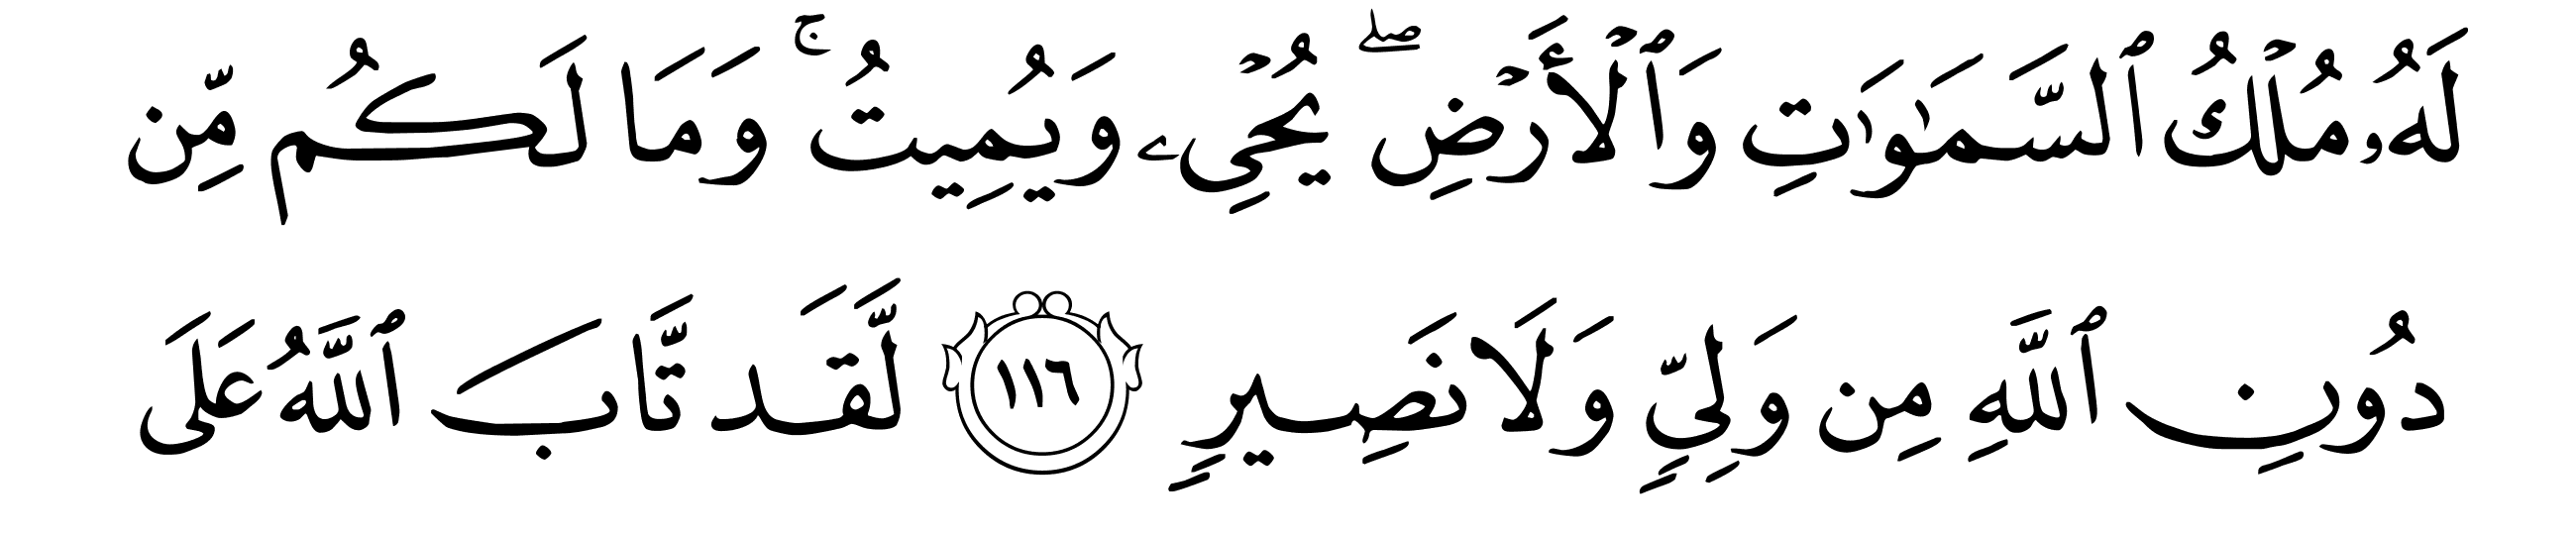 لَهُۥ مُلۡكُ ٱلسَّمَٰوَٰتِ وَٱلۡأَرۡضِۖ يُحۡيِۦ وَيُمِيتُۚ وَمَا لَكُم مِّن
دُونِ ٱللَّهِ مِن وَلِيّٖ وَلَا نَصِيرٖ ١١٦ لَّقَد تَّابَ ٱللَّهُ عَلَى